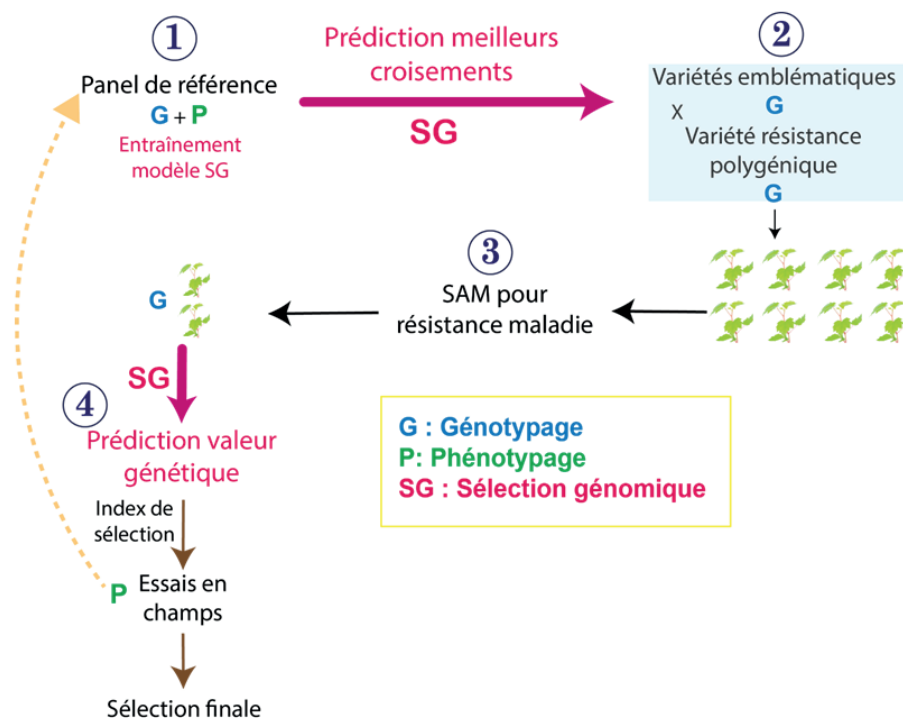 1
Panel de référence
G + P
Entraînement
modèle SG
Prédiction meilleurs
croisements
SG
2
Variétés emblématiques
G
X
Variété résistance
polygénique
G
3
SAM pour
résistance maladie
G
SG
4
Prédiction valeur
génétique
Index de
sélection
P
Essais en
champs
Sélection finale
G : Génotypage
P: Phénotypage
SG : Sélection génomique